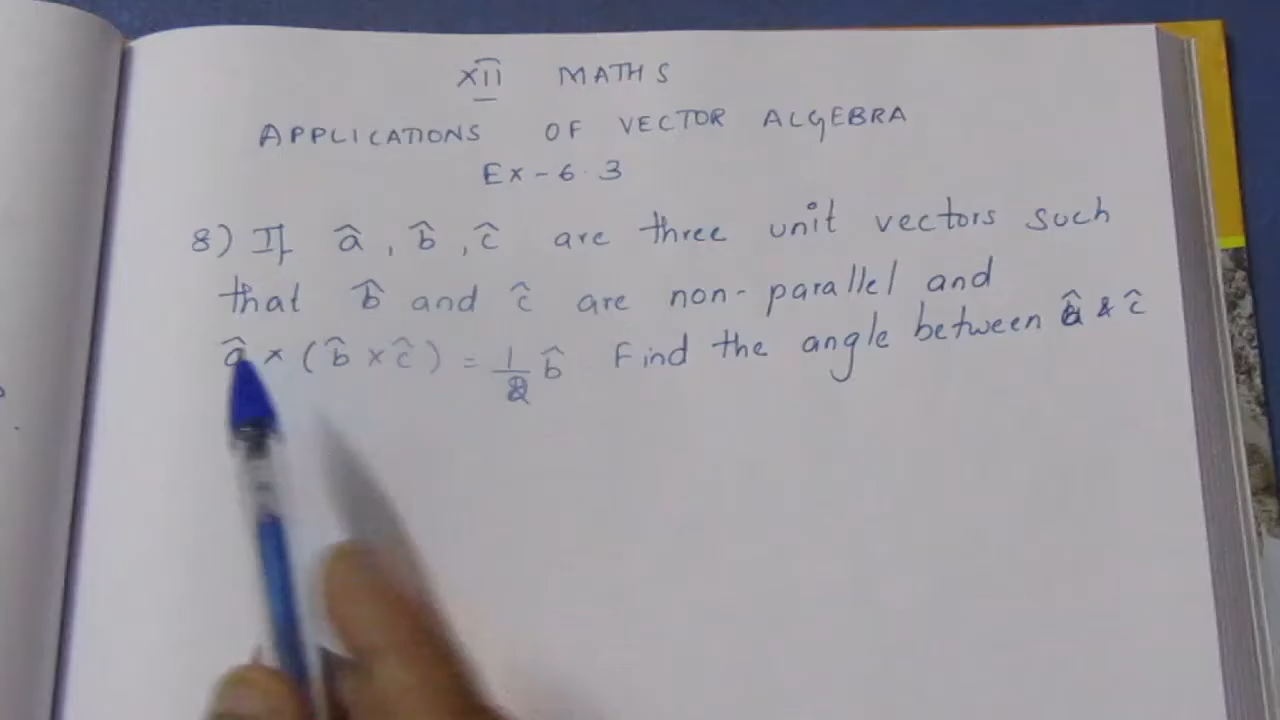 XII MATHS
APPLICATIONS OF VECTOR ALGEBRA
Ex - 6.3
8) If â, b̂, ĉ are three unit vectors such
that b̂ and ĉ are non-parallel and
â × (b̂ × ĉ) = 1/2 b̂ Find the angle between â & ĉ